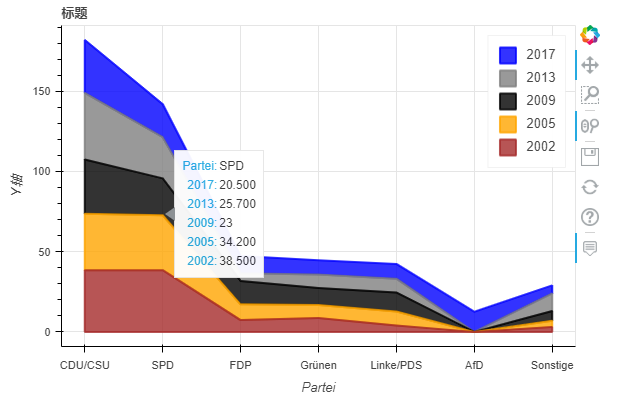 标题
2017
2013
2009
2005
2002
150
100
50
0
Y轴
Partei: SPD
2017: 20.500
2013: 25.700
2009: 23
2005: 34.200
2002: 38.500
CDU/CSU SPD FDP Grünen Linke/PDS AfD Sonstige
Partei